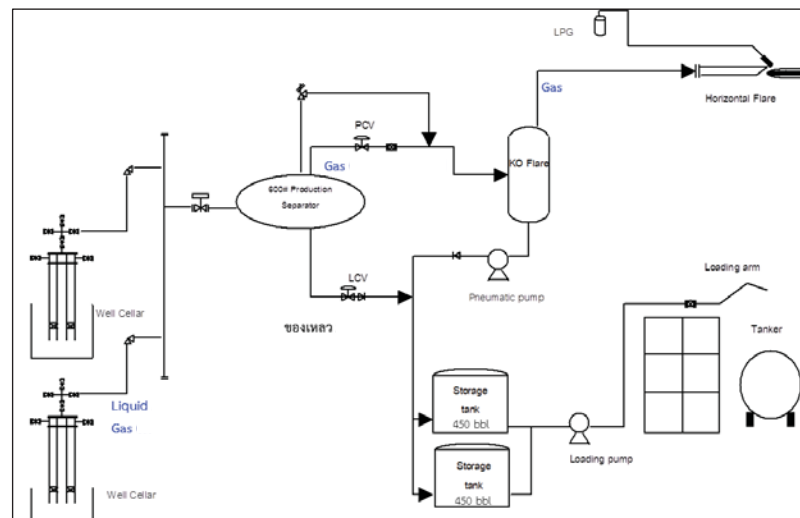 LPG
Gas
Horizontal Flare
PCV
Gas
KO Flare
600# Production
Separator
LCV
Pneumatic pump
Loading arm
Well Cellar
ของเหลว
Tanker
Liquid
Gas
Storage
tank
450 bbl
Loading pump
Storage
tank
450 bbl
Well Cellar